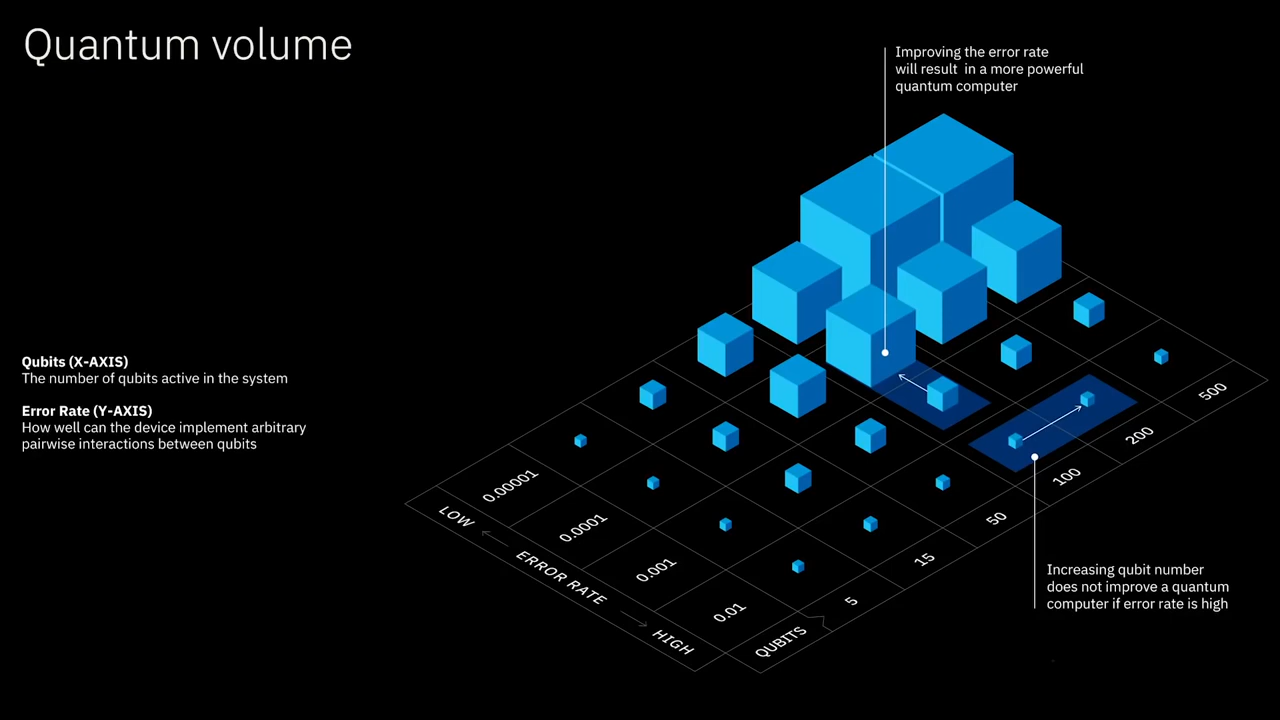 Quantum volume
Improving the error rate
will result in a more powerful
quantum computer
Qubits (X-AXIS)
The number of qubits active in the system
Error Rate (Y-AXIS)
How well can the device implement arbitrary
pairwise interactions between qubits
0.00001
0.0001
0.001
0.01
LOW
ERROR RATE
HIGH
QUBITS
5
15
50
100
200
500
Increasing qubit number
does not improve a quantum
computer if error rate is high